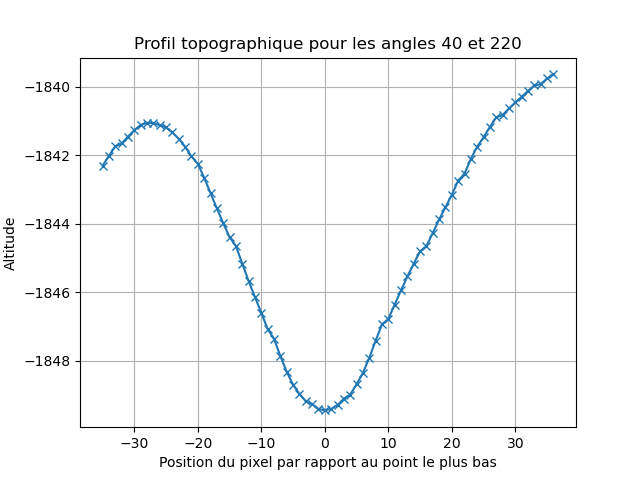 Profil topographique pour les angles 40 et 220
−1840
−1842
−1844
−1846
−1848
Altitude
−30 −20 −10 0 10 20 30
Position du pixel par rapport au point le plus bas